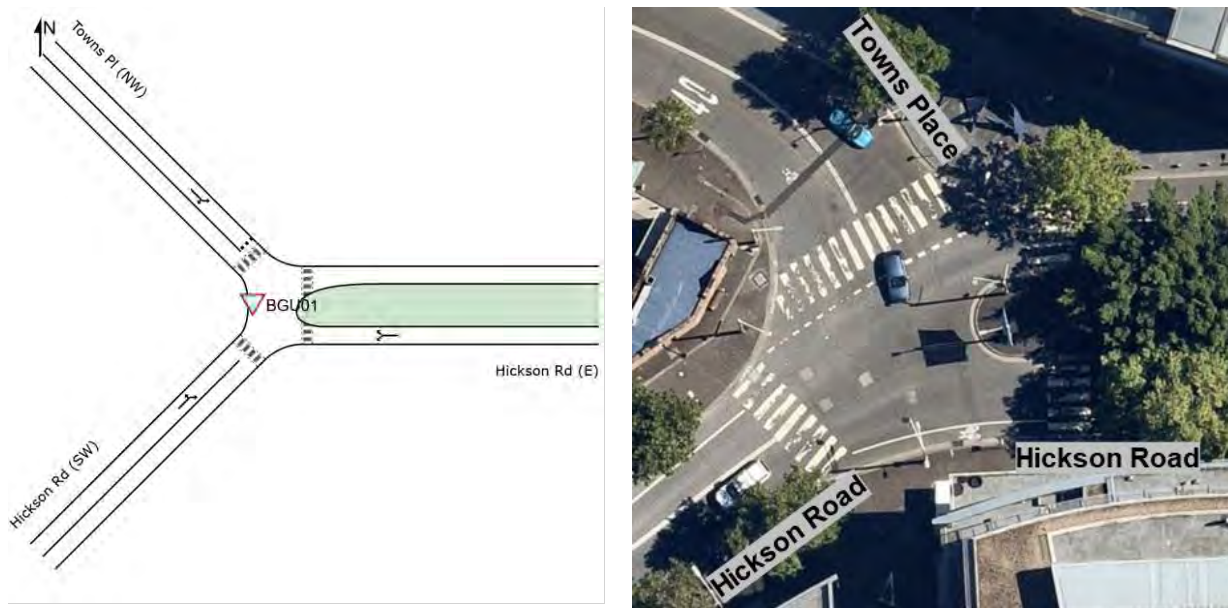 N
Towns Pl (NW)
BGU01
Hickson Rd (E)
Hickson Rd (SW)
Towns Place
Hickson Road
Hickson Road